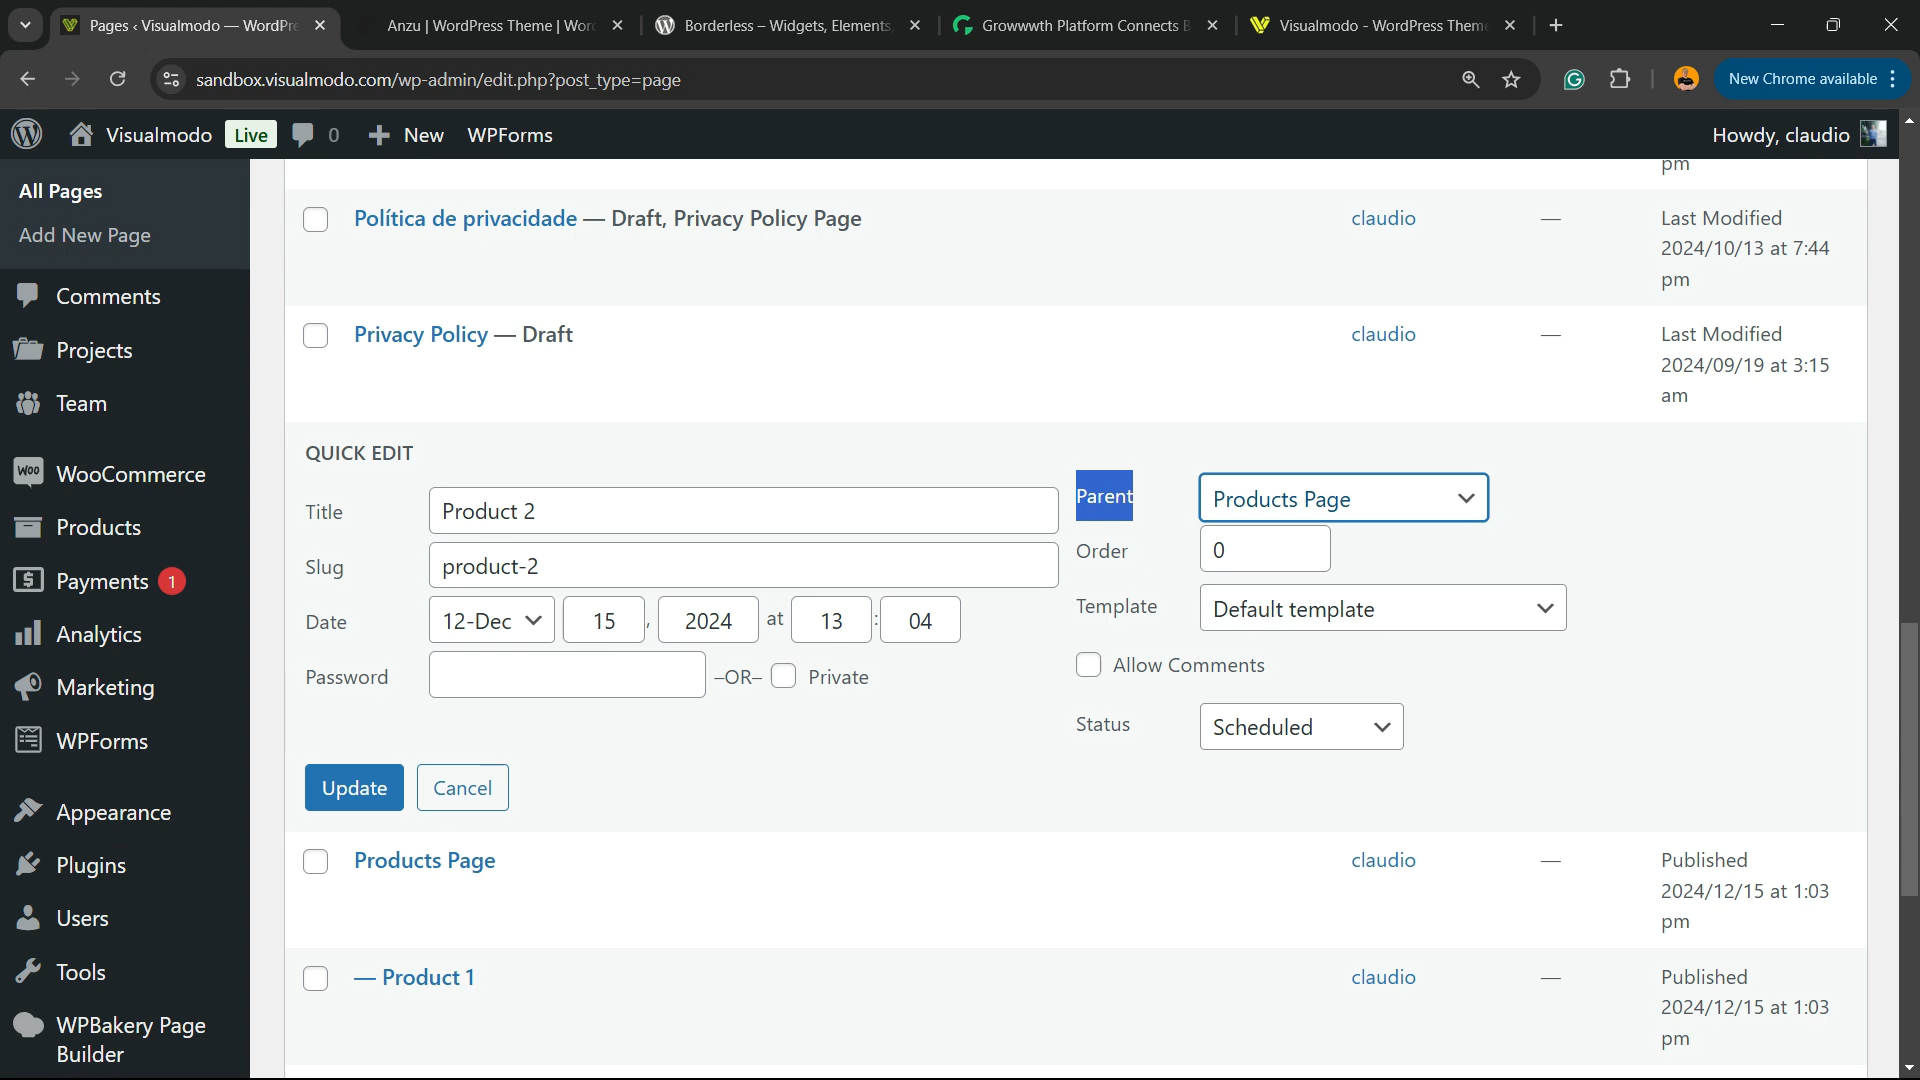 Pages ‹ Visualmodo — WordPre
Anzu | WordPress Theme | Wor
Borderless – Widgets, Elements,
Growwwth Platform Connects B
Visualmodo - WordPress Them
sandbox.visualmodo.com/wp-admin/edit.php?post_type=page
New Chrome available
Visualmodo Live 0 New WPForms
Howdy, claudio
All Pages
Add New Page
Comments
Projects
Team
Woo WooCommerce
Products
Payments 1
Analytics
Marketing
WPForms
Appearance
Plugins
Users
Tools
WPBakery Page
Builder
pm
Política de privacidade — Draft, Privacy Policy Page
claudio
—
Last Modified
2024/10/13 at 7:44
pm
Privacy Policy — Draft
claudio
—
Last Modified
2024/09/19 at 3:15
am
QUICK EDIT
Title Product 2
Slug product-2
Date 12-Dec 15 , 2024 at 13 : 04
Password –OR– Private
Parent Products Page
Order 0
Template Default template
Allow Comments
Status Scheduled
Update Cancel
Products Page
claudio
—
Published
2024/12/15 at 1:03
pm
— Product 1
claudio
—
Published
2024/12/15 at 1:03
pm